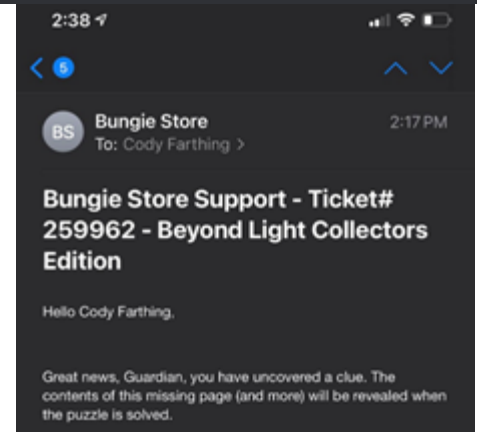 2:38
5
BS
Bungie Store
2:17 PM
To: Cody Farthing >
Bungie Store Support - Ticket#
259962 - Beyond Light Collectors
Edition
Hello Cody Farthing,
Great news, Guardian, you have uncovered a clue. The
contents of this missing page (and more) will be revealed when
the puzzle is solved.